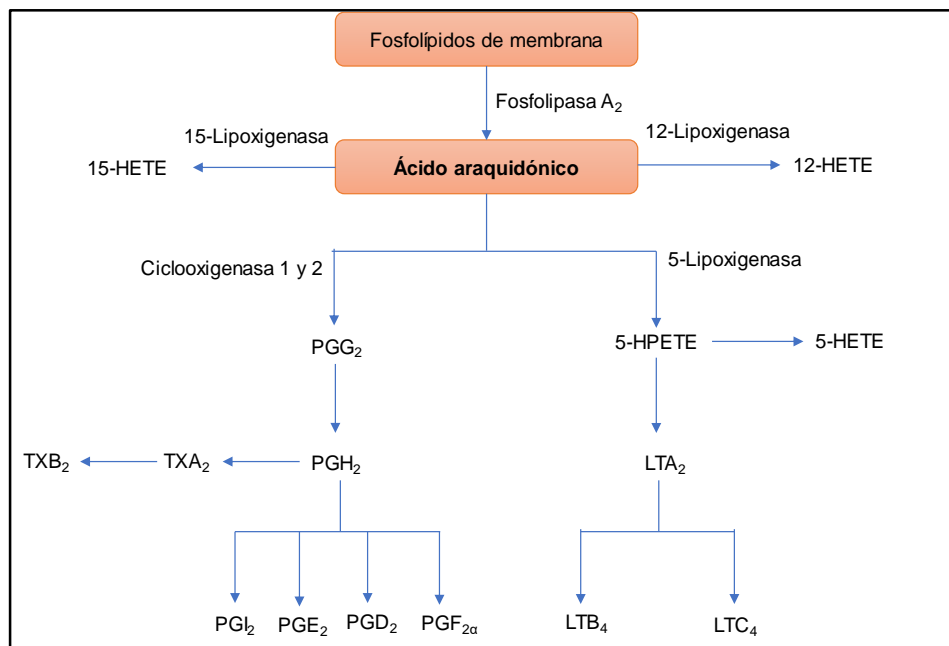 Fosfolípidos de membrana
Fosfolipasa A₂
15-Lipoxigenasa
12-Lipoxigenasa
15-HETE
Ácido araquidónico
12-HETE
Ciclooxigenasa 1 y 2
5-Lipoxigenasa
PGG₂
5-HPETE
5-HETE
TXB₂
TXA₂
PGH₂
LTA₂
PGI₂
PGE₂
PGD₂
PGF₂α
LTB₄
LTC₄